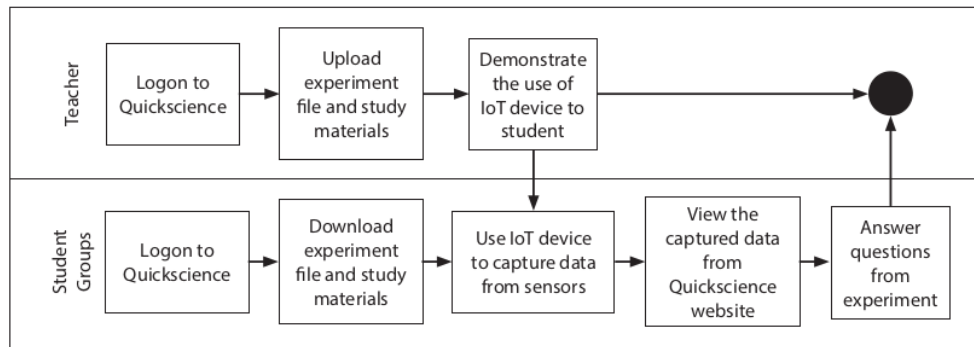 Teacher
Logon to
Quickscience
Upload
experiment
file and study
materials
Demonstrate
the use of
IoT device to
student
Student
Groups
Logon to
Quickscience
Download
experiment
file and study
materials
Use IoT device
to capture data
from sensors
View the
captured data
from
Quickscience
website
Answer
questions
from
experiment